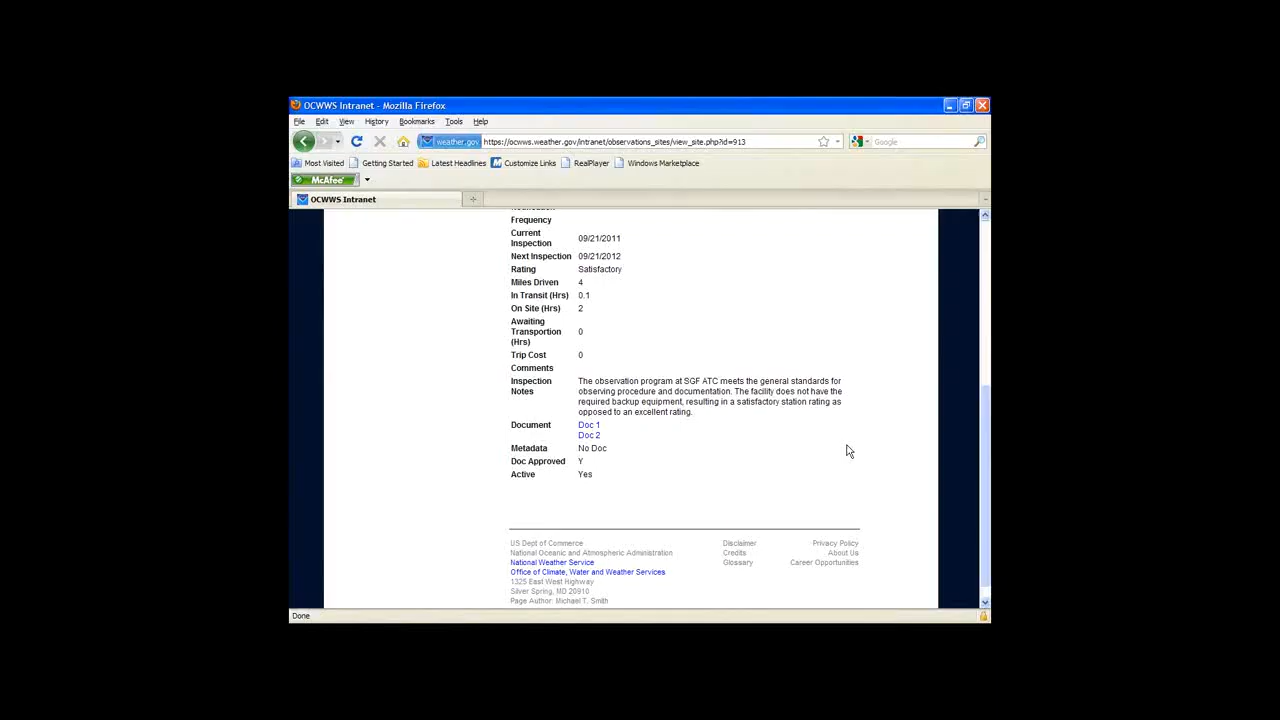 OCWWS Intranet - Mozilla Firefox
File Edit View History Bookmarks Tools Help
weather.gov https://ocwws.weather.gov/intranet/observations_sites/view_site.php?id=913 Google
Most Visited Getting Started Latest Headlines Customize Links RealPlayer Windows Marketplace
McAfee
OCWWS Intranet
Frequency
Current
Inspection 09/21/2011
Next Inspection 09/21/2012
Rating Satisfactory
Miles Driven 4
In Transit (Hrs) 0.1
On Site (Hrs) 2
Awaiting
Transportion 0
(Hrs)
Trip Cost 0
Comments
Inspection The observation program at SGF ATC meets the general standards for
Notes observing procedure and documentation. The facility does not have the
required backup equipment, resulting in a satisfactory station rating as
opposed to an excellent rating.
Document Doc 1
Doc 2
Metadata No Doc
Doc Approved Y
Active Yes
US Dept of Commerce Disclaimer Privacy Policy
National Oceanic and Atmospheric Administration Credits About Us
National Weather Service Glossary Career Opportunities
Office of Climate, Water and Weather Services
1325 East West Highway
Silver Spring, MD 20910
Page Author: Michael T. Smith
Done